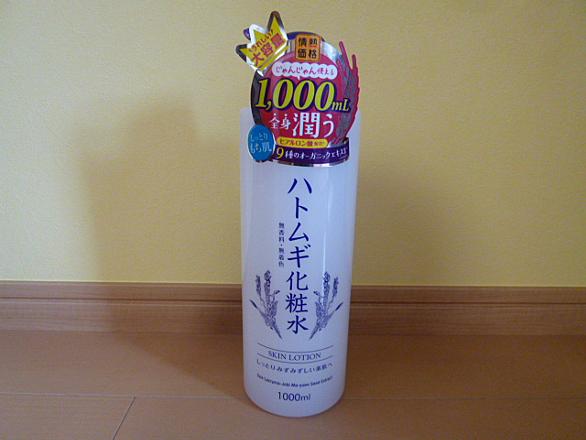 うれしい!
大容量
情熱
価格
じゃんじゃん使える
1,000mL
全身潤う
しっとり
もち肌
ヒアルロン酸配合!
9種のオーガニックエキス
ハトムギ化粧水
無香料・無着色
SKIN LOTION
しっとりみずみずしい素肌へ
1000ml